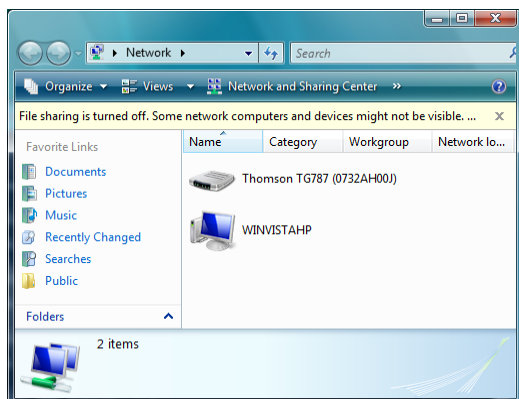 Network
Search
Organize Views Network and Sharing Center »
File sharing is turned off. Some network computers and devices might not be visible. ...
Favorite Links
Name Category Workgroup Network lo...
Documents
Pictures
Music
Recently Changed
Searches
Public
Folders
Thomson TG787 (0732AH00J)
WINVISTAHP
2 items